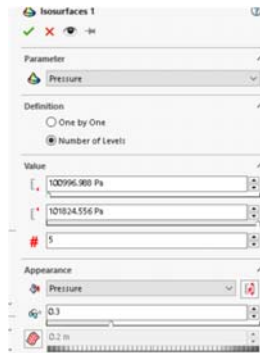 Isosurfaces 1
Parameter
Pressure
Definition
One by One
Number of Levels
Value
100996.988 Pa
101824.556 Pa
# 5
Appearance
Pressure
0.3
0.2 m